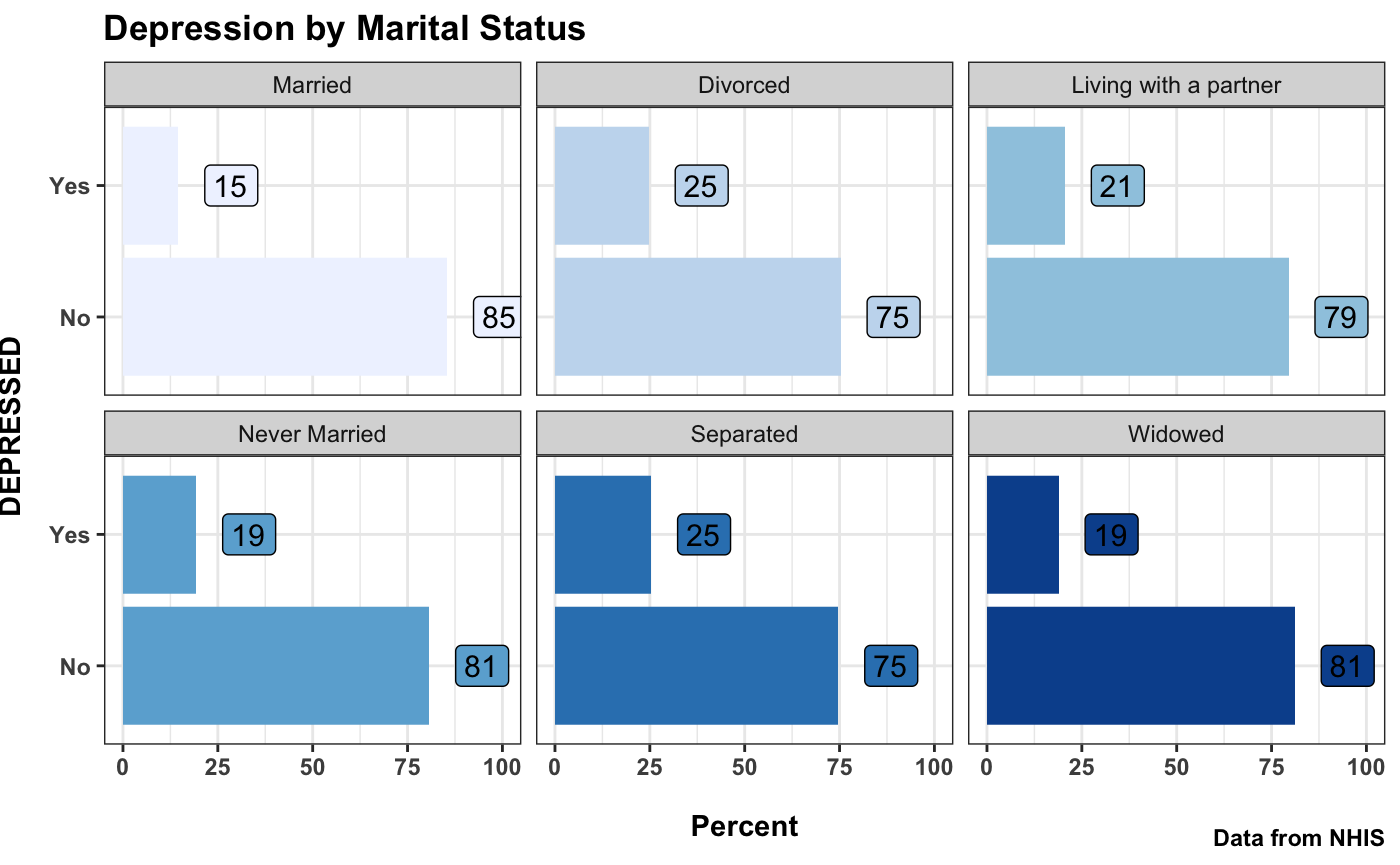 Depression by Marital Status
Married
Divorced
Living with a partner
DEPRESSED
Yes
15
25
21
No
85
75
79
Never Married
Separated
Widowed
Yes
19
25
19
No
81
75
81
0 25 50 75 100
0 25 50 75 100
0 25 50 75 100
Percent
Data from NHIS